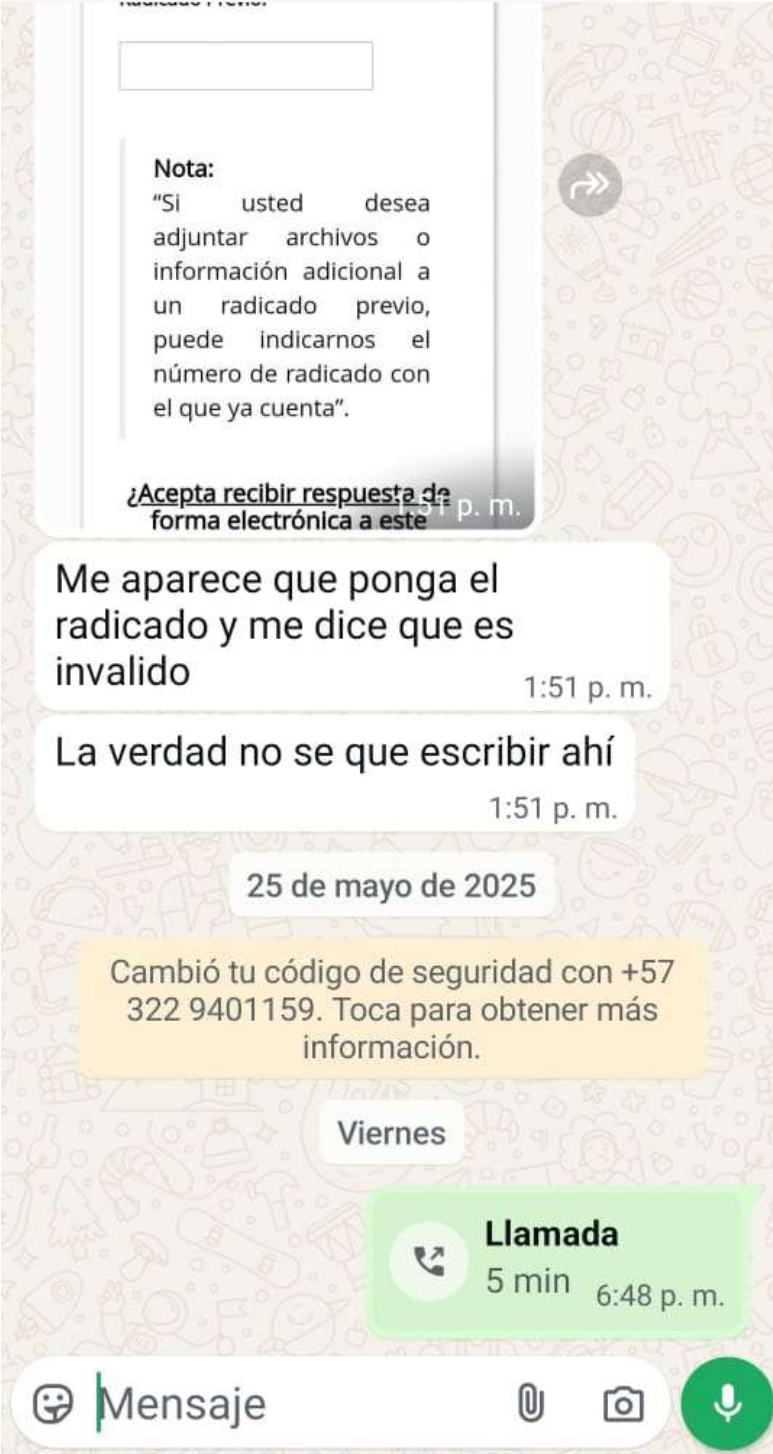 Nota:
“Si usted desea
adjuntar archivos o
información adicional a
un radicado previo,
puede indicarnos el
número de radicado con
el que ya cuenta”.
¿Acepta recibir respuesta de
forma electrónica a este
1:51 p. m.
Me aparece que ponga el
radicado y me dice que es
invalido
1:51 p. m.
La verdad no se que escribir ahí
1:51 p. m.
25 de mayo de 2025
Cambió tu código de seguridad con +57
322 9401159. Toca para obtener más
información.
Viernes
Llamada
5 min 6:48 p. m.
Mensaje